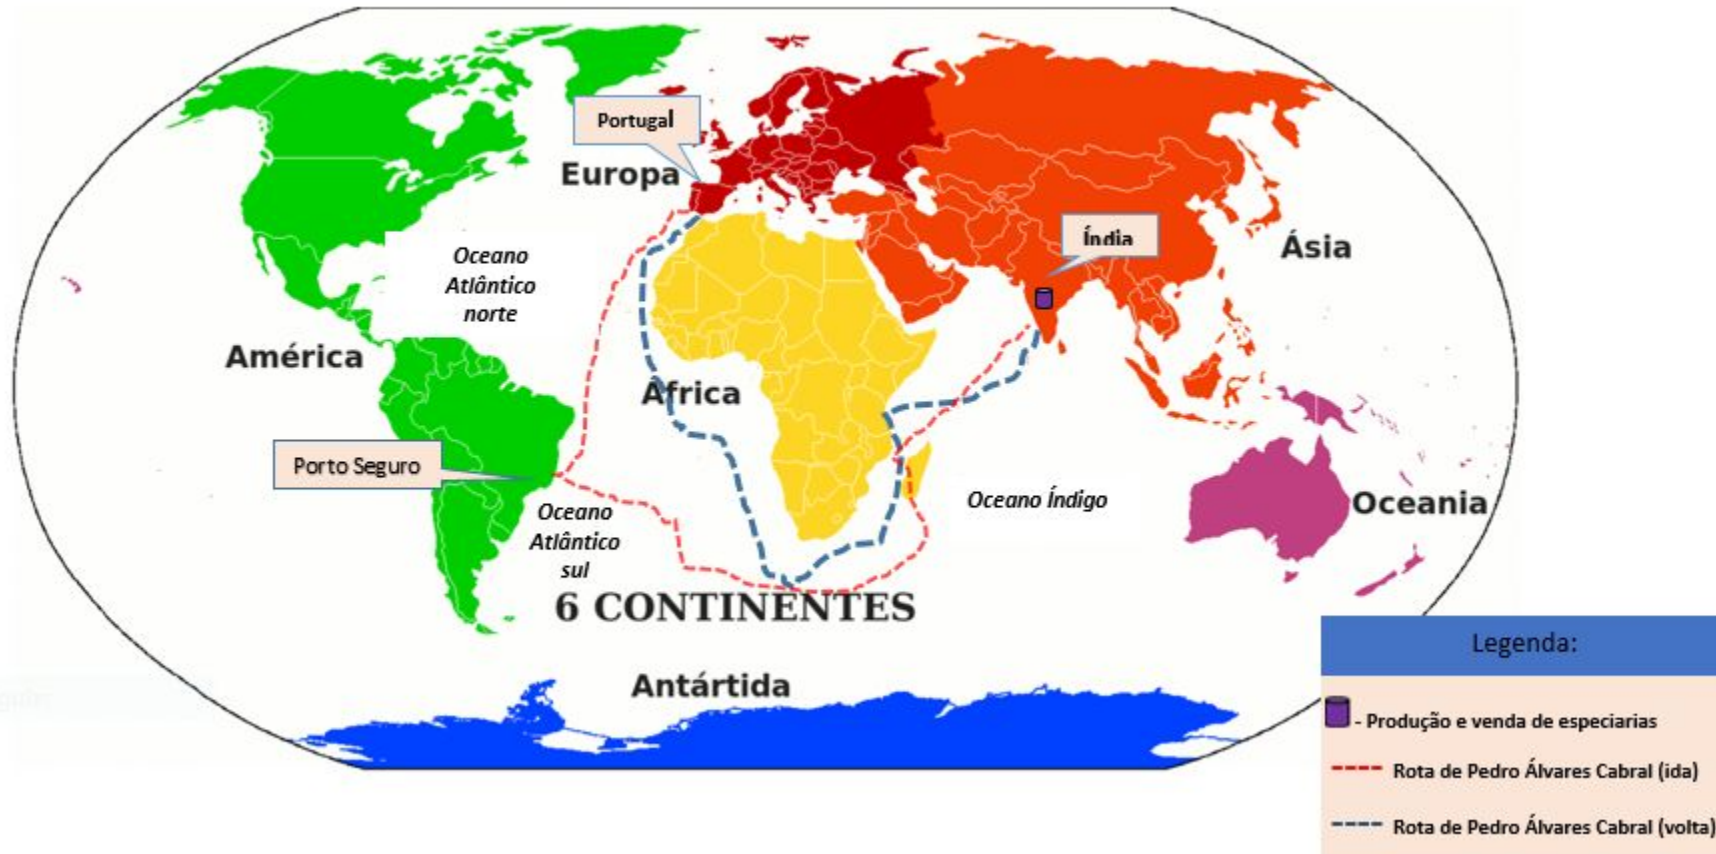 Portugal
Europa
Índia
Ásia
Oceano
Atlântico
norte
América
África
Porto Seguro
Oceano Índigo
Oceania
Oceano
Atlântico
sul
6 CONTINENTES
Antártida
Legenda:
- Produção e venda de especiarias
Rota de Pedro Álvares Cabral (ida)
Rota de Pedro Álvares Cabral (volta)